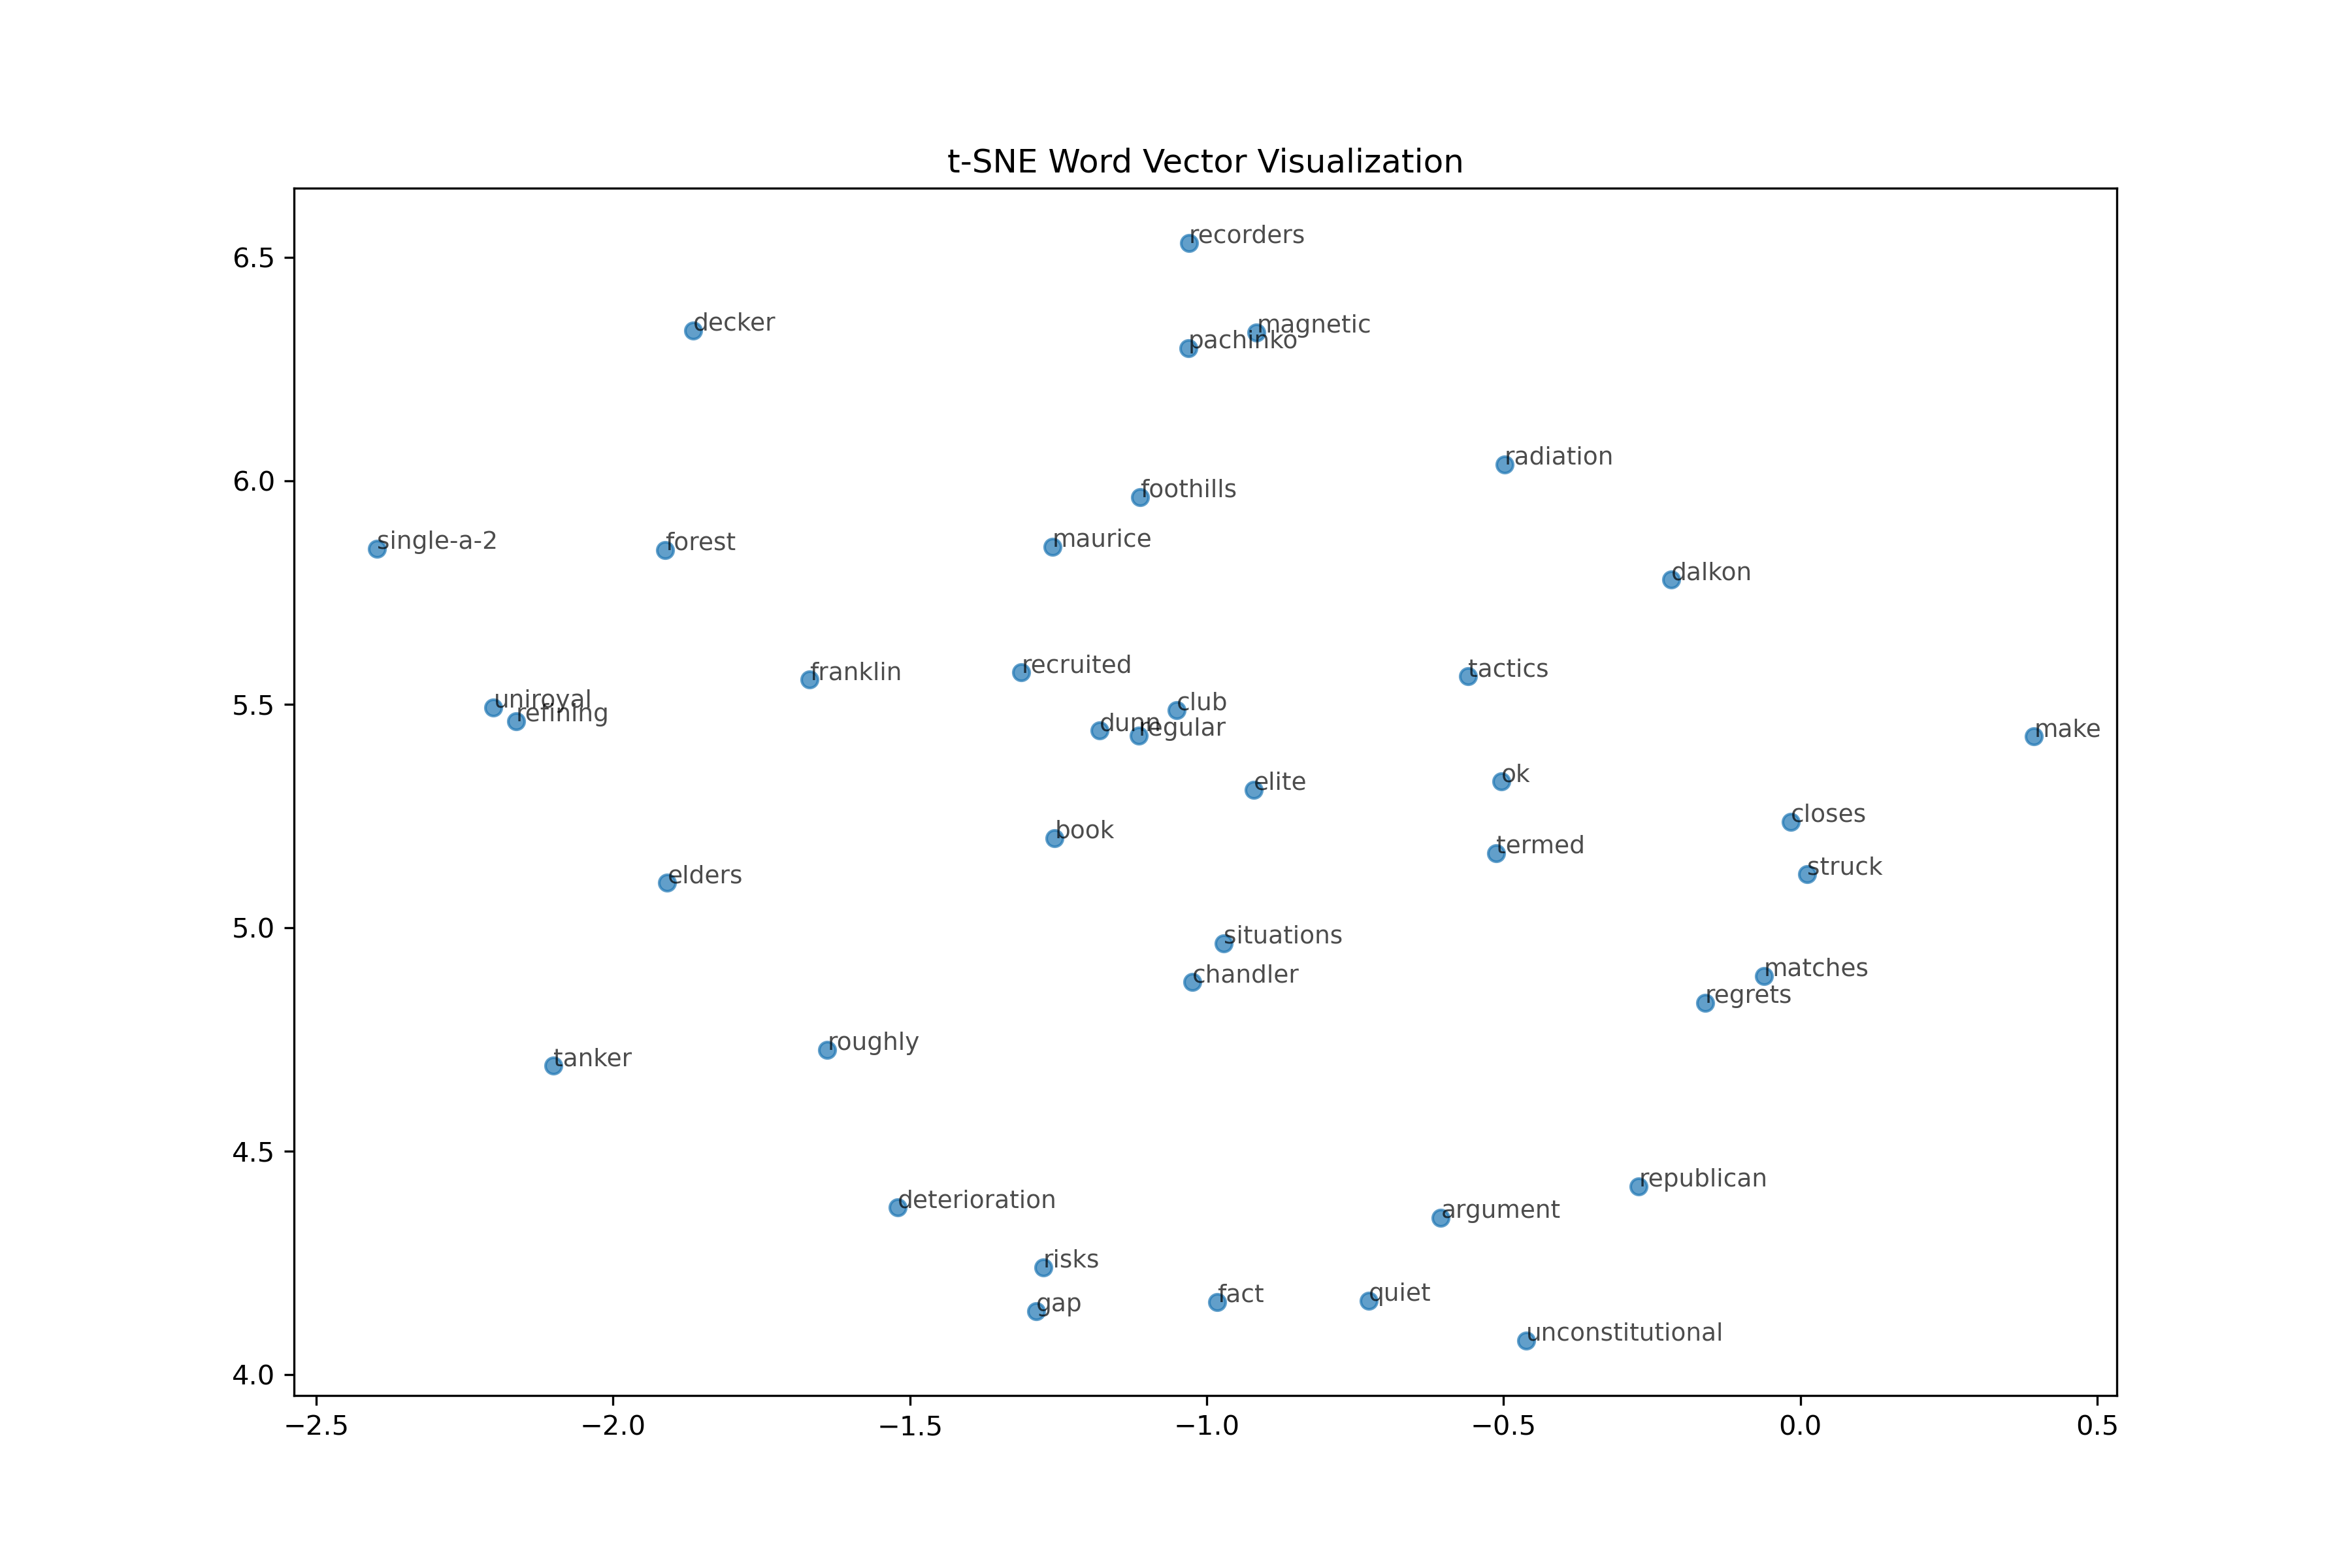 t-SNE Word Vector Visualization
recorders
decker
magnetic
pachinko
radiation
foothills
single-a-2
forest
maurice
dalkon
franklin
recruited
tactics
uniroyal
refining
club
dunn
regular
make
elite
ok
closes
book
termed
struck
elders
situations
chandler
matches
regrets
roughly
tanker
republican
deterioration
argument
risks
gap
fact
quiet
unconstitutional
6.5
6.0
5.5
5.0
4.5
4.0
−2.5 −2.0 −1.5 −1.0 −0.5 0.0 0.5